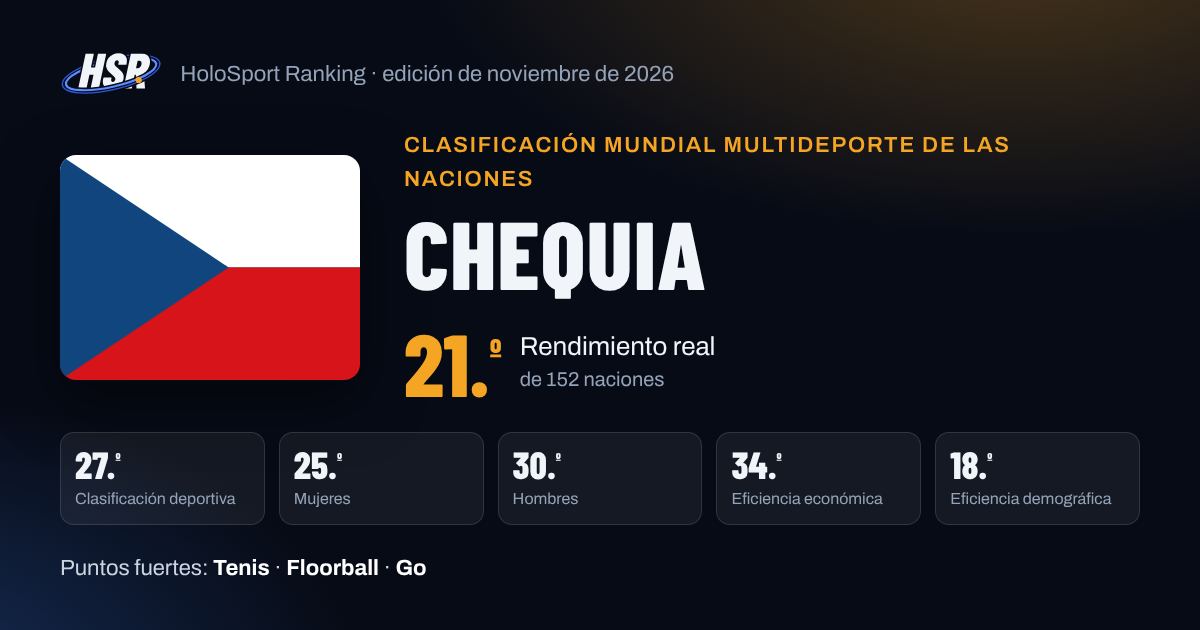 HSR
HoloSport Ranking · edición de noviembre de 2026
CLASIFICACIÓN MUNDIAL MULTIDEPORTE DE LAS
NACIONES
CHEQUIA
21.º
Rendimiento real
de 152 naciones
27.º
Clasificación deportiva
25.º
Mujeres
30.º
Hombres
34.º
Eficiencia económica
18.º
Eficiencia demográfica
Puntos fuertes: Tenis · Floorball · Go